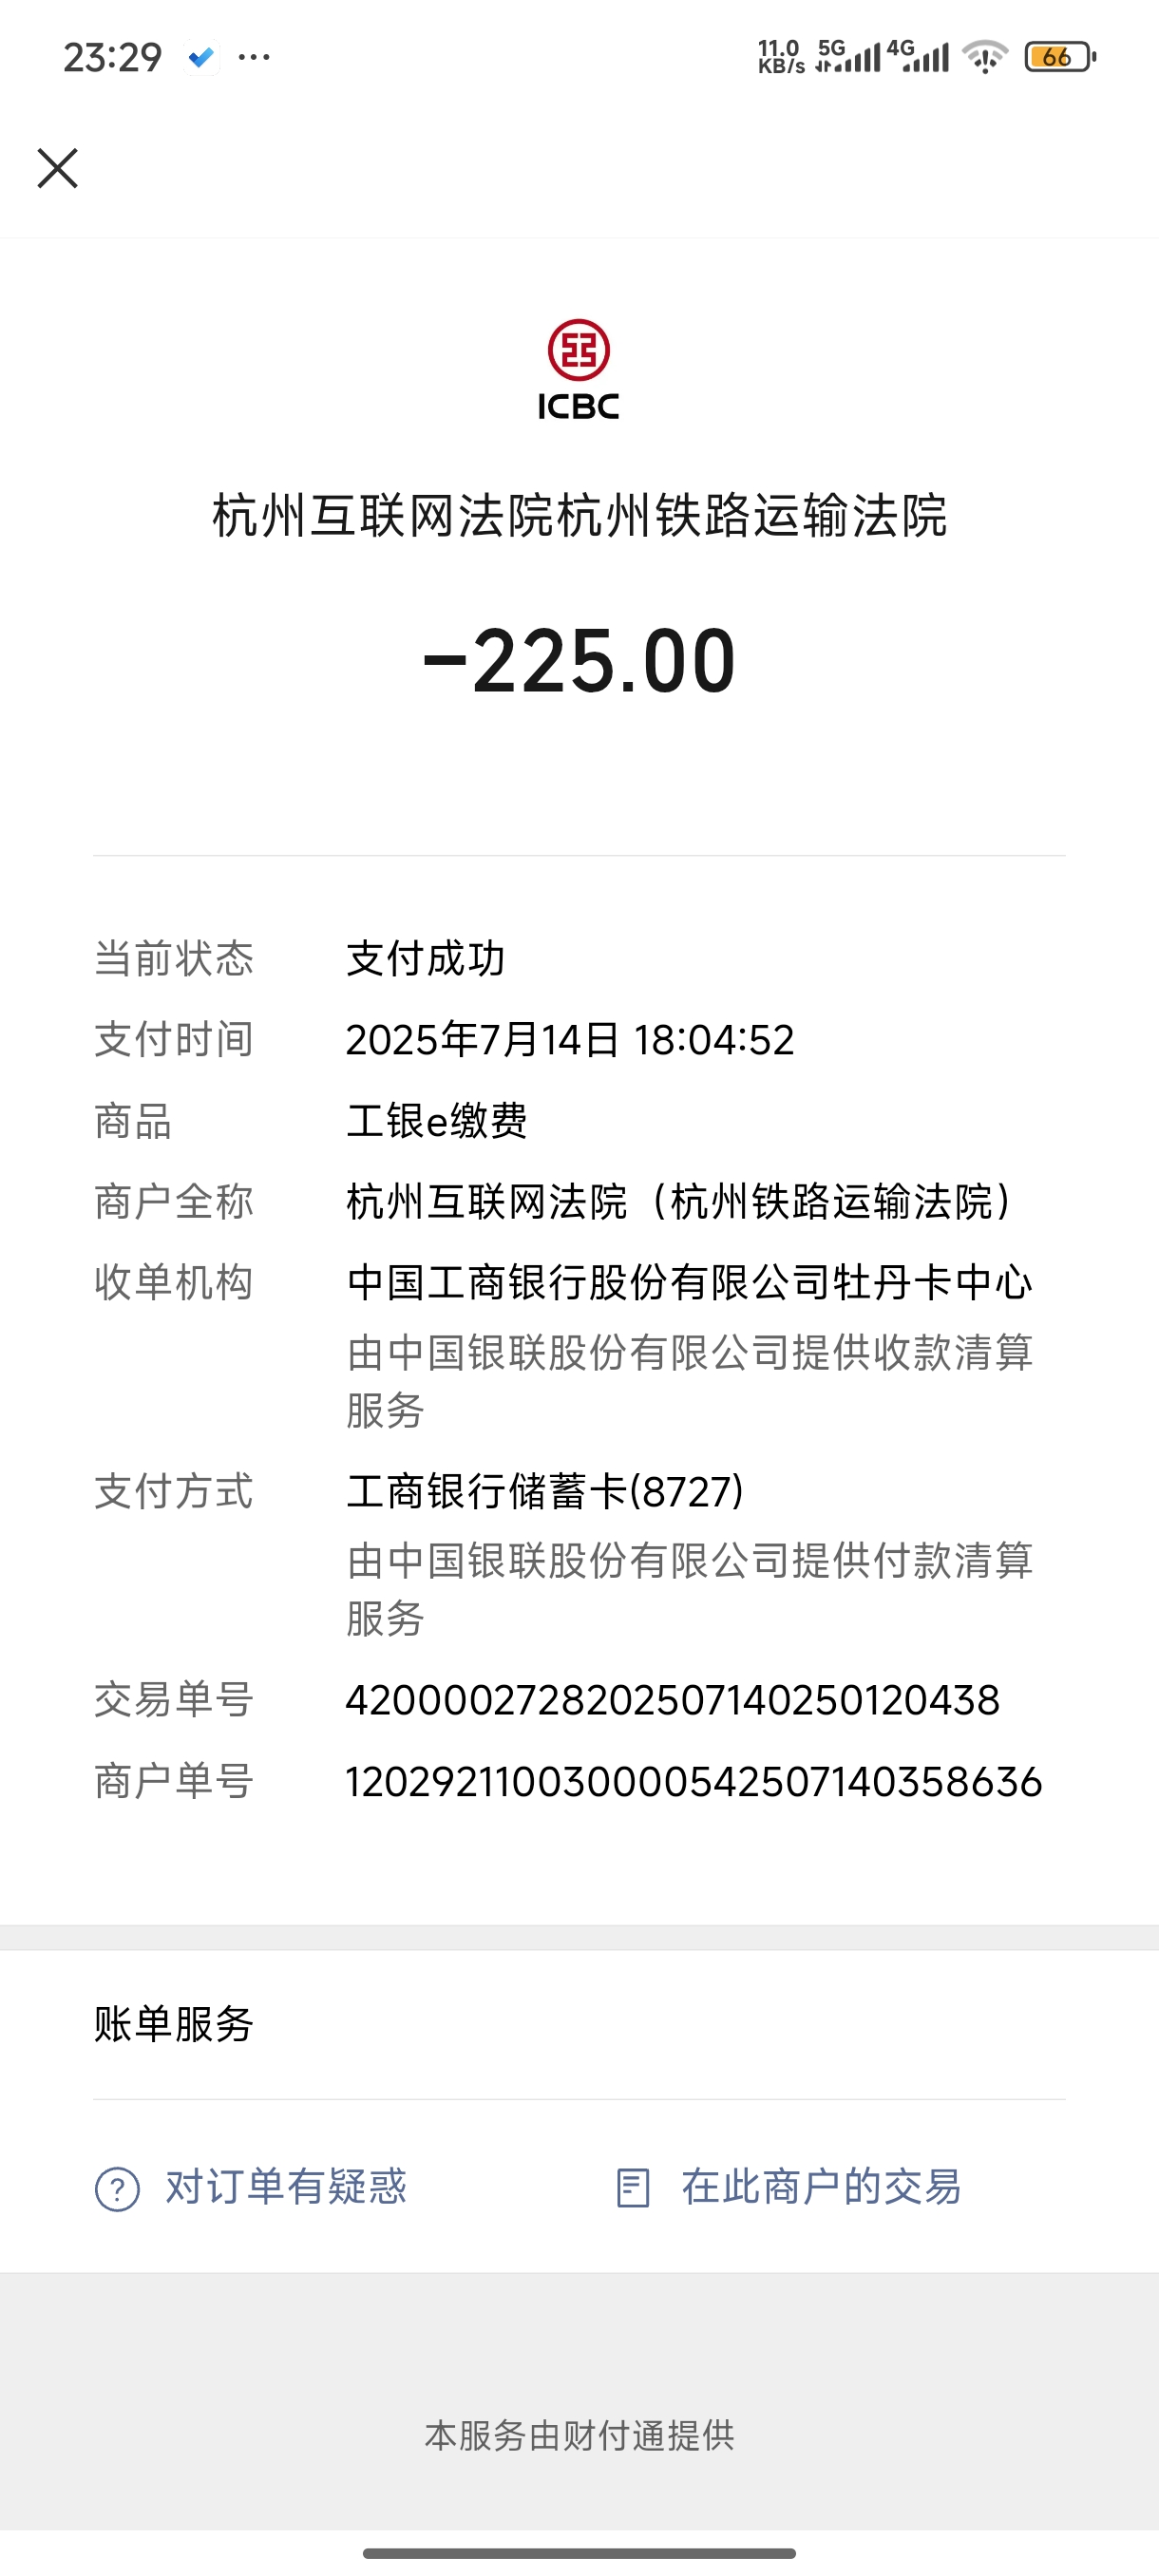 23:29
11.0 KB/s 5G 4G 66
ICBC
杭州互联网法院杭州铁路运输法院
-225.00
当前状态 支付成功
支付时间 2025年7月14日 18:04:52
商品 工银e缴费
商户全称 杭州互联网法院（杭州铁路运输法院）
收单机构 中国工商银行股份有限公司牡丹卡中心
由中国银联股份有限公司提供收款清算
服务
支付方式 工商银行储蓄卡(8727)
由中国银联股份有限公司提供付款清算
服务
交易单号 4200002728202507140250120438
商户单号 120292110030000542507140358636
账单服务
对订单有疑惑 在此商户的交易
本服务由财付通提供